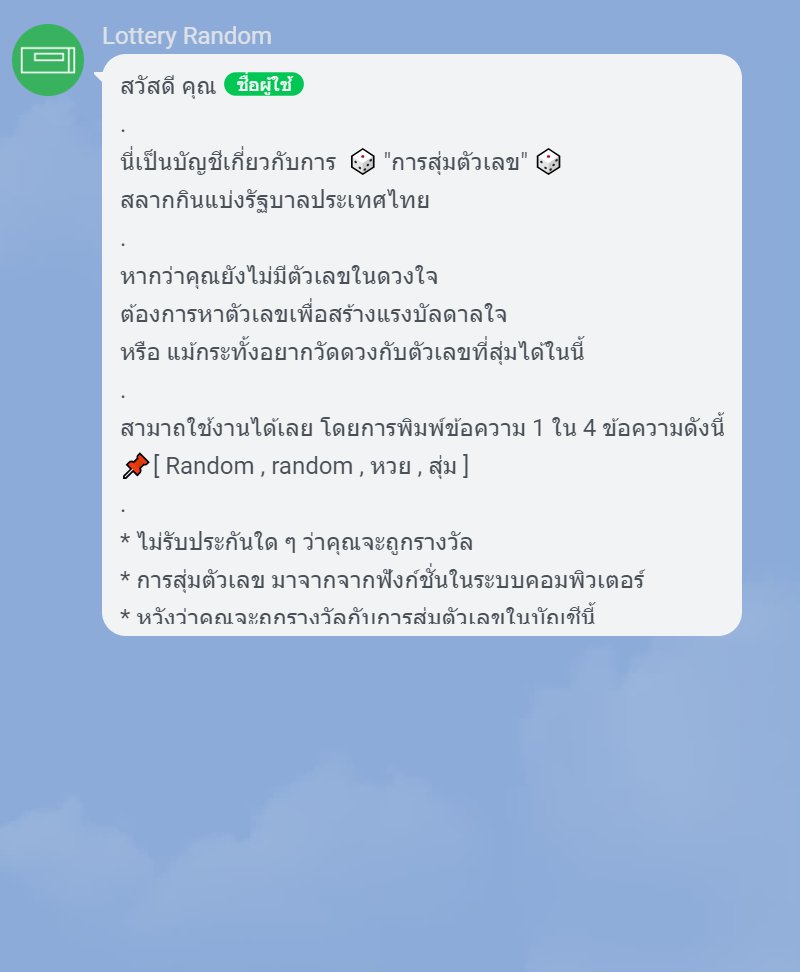 Lottery Random
สวัสดี คุณ ชื่อผู้ใช้
.
นี่เป็นบัญชีเกี่ยวกับการ 🎲 "การสุ่มตัวเลข" 🎲
สลากกินแบ่งรัฐบาลประเทศไทย
.
หากว่าคุณยังไม่มีตัวเลขในดวงใจ
ต้องการหาตัวเลขเพื่อสร้างแรงบัลดาลใจ
หรือ แม้กระทั้งอยากวัดดวงกับตัวเลขที่สุ่มได้ในนี้
.
สามาถใช้งานได้เลย โดยการพิมพ์ข้อความ 1 ใน 4 ข้อความดังนี้
📌[ Random , random , หวย , สุ่ม ]
.
* ไม่รับประกันใด ๆ ว่าคุณจะถูกรางวัล
* การสุ่มตัวเลข มาจากจากฟังก์ชั่นในระบบคอมพิวเตอร์
* หวังว่าคุณจะถูกรางวัลกับการสุ่มตัวเลขในบัญชีนี้